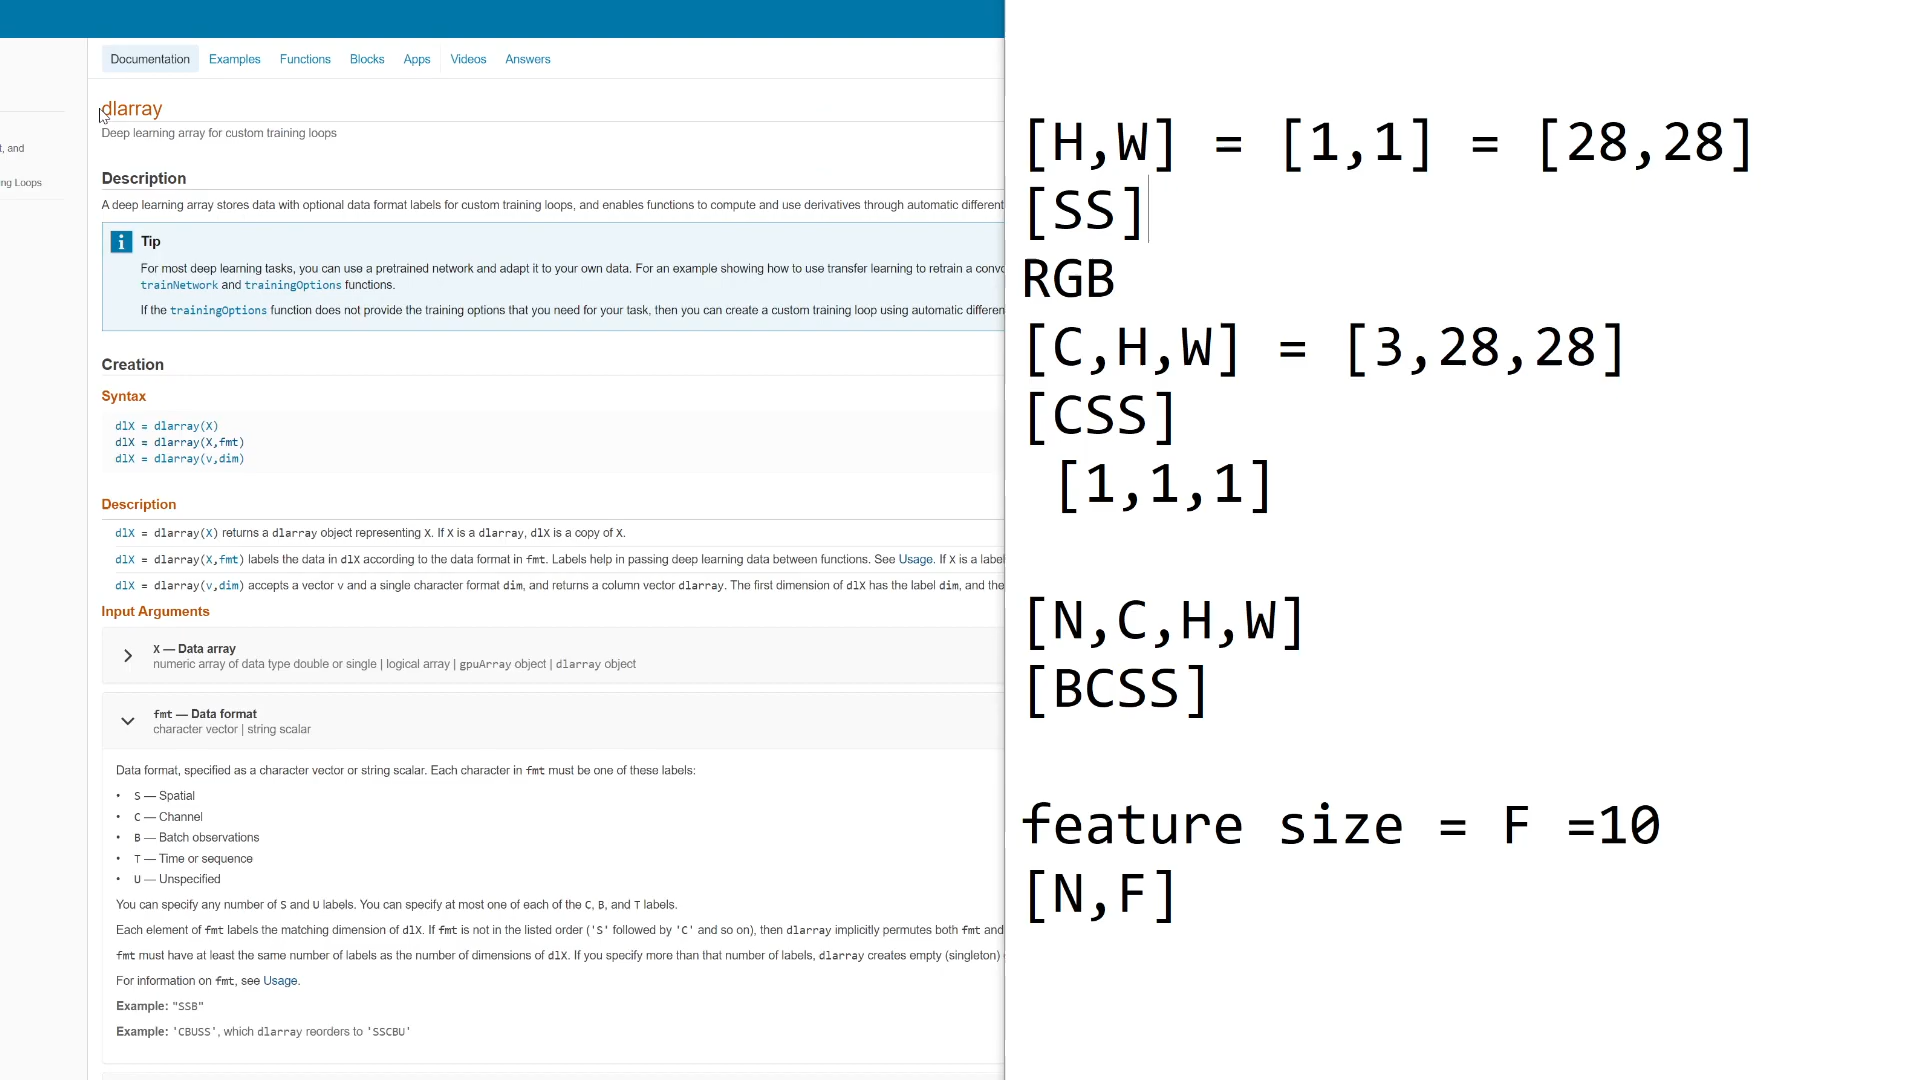 Documentation Examples Functions Blocks Apps Videos Answers
dlarray
Deep learning array for custom training loops
, and
ng Loops
Description
A deep learning array stores data with optional data format labels for custom training loops, and enables functions to compute and use derivatives through automatic different
Tip
For most deep learning tasks, you can use a pretrained network and adapt it to your own data. For an example showing how to use transfer learning to retrain a convo
trainNetwork and trainingOptions functions.
If the trainingOptions function does not provide the training options that you need for your task, then you can create a custom training loop using automatic differen
Creation
Syntax
dlX = dlarray(X)
dlX = dlarray(X,fmt)
dlX = dlarray(v,dim)
Description
dlX = dlarray(X) returns a dlarray object representing X. If X is a dlarray, dlX is a copy of X.
dlX = dlarray(X,fmt) labels the data in dlX according to the data format in fmt. Labels help in passing deep learning data between functions. See Usage. If X is a label
dlX = dlarray(v,dim) accepts a vector v and a single character format dim, and returns a column vector dlarray. The first dimension of dlX has the label dim, and the
Input Arguments
X — Data array
numeric array of data type double or single | logical array | gpuArray object | dlarray object
fmt — Data format
character vector | string scalar
Data format, specified as a character vector or string scalar. Each character in fmt must be one of these labels:
• S — Spatial
• C — Channel
• B — Batch observations
• T — Time or sequence
• U — Unspecified
You can specify any number of S and U labels. You can specify at most one of each of the C, B, and T labels.
Each element of fmt labels the matching dimension of dlX. If fmt is not in the listed order ('S' followed by 'C' and so on), then dlarray implicitly permutes both fmt and
fmt must have at least the same number of labels as the number of dimensions of dlX. If you specify more than that number of labels, dlarray creates empty (singleton)
For information on fmt, see Usage.
Example: "SSB"
Example: 'CBUSS', which dlarray reorders to 'SSCBU'
[H,W] = [1,1] = [28,28]
[SS]
RGB
[C,H,W] = [3,28,28]
[CSS]
[1,1,1]
[N,C,H,W]
[BCSS]
feature size = F =10
[N,F]